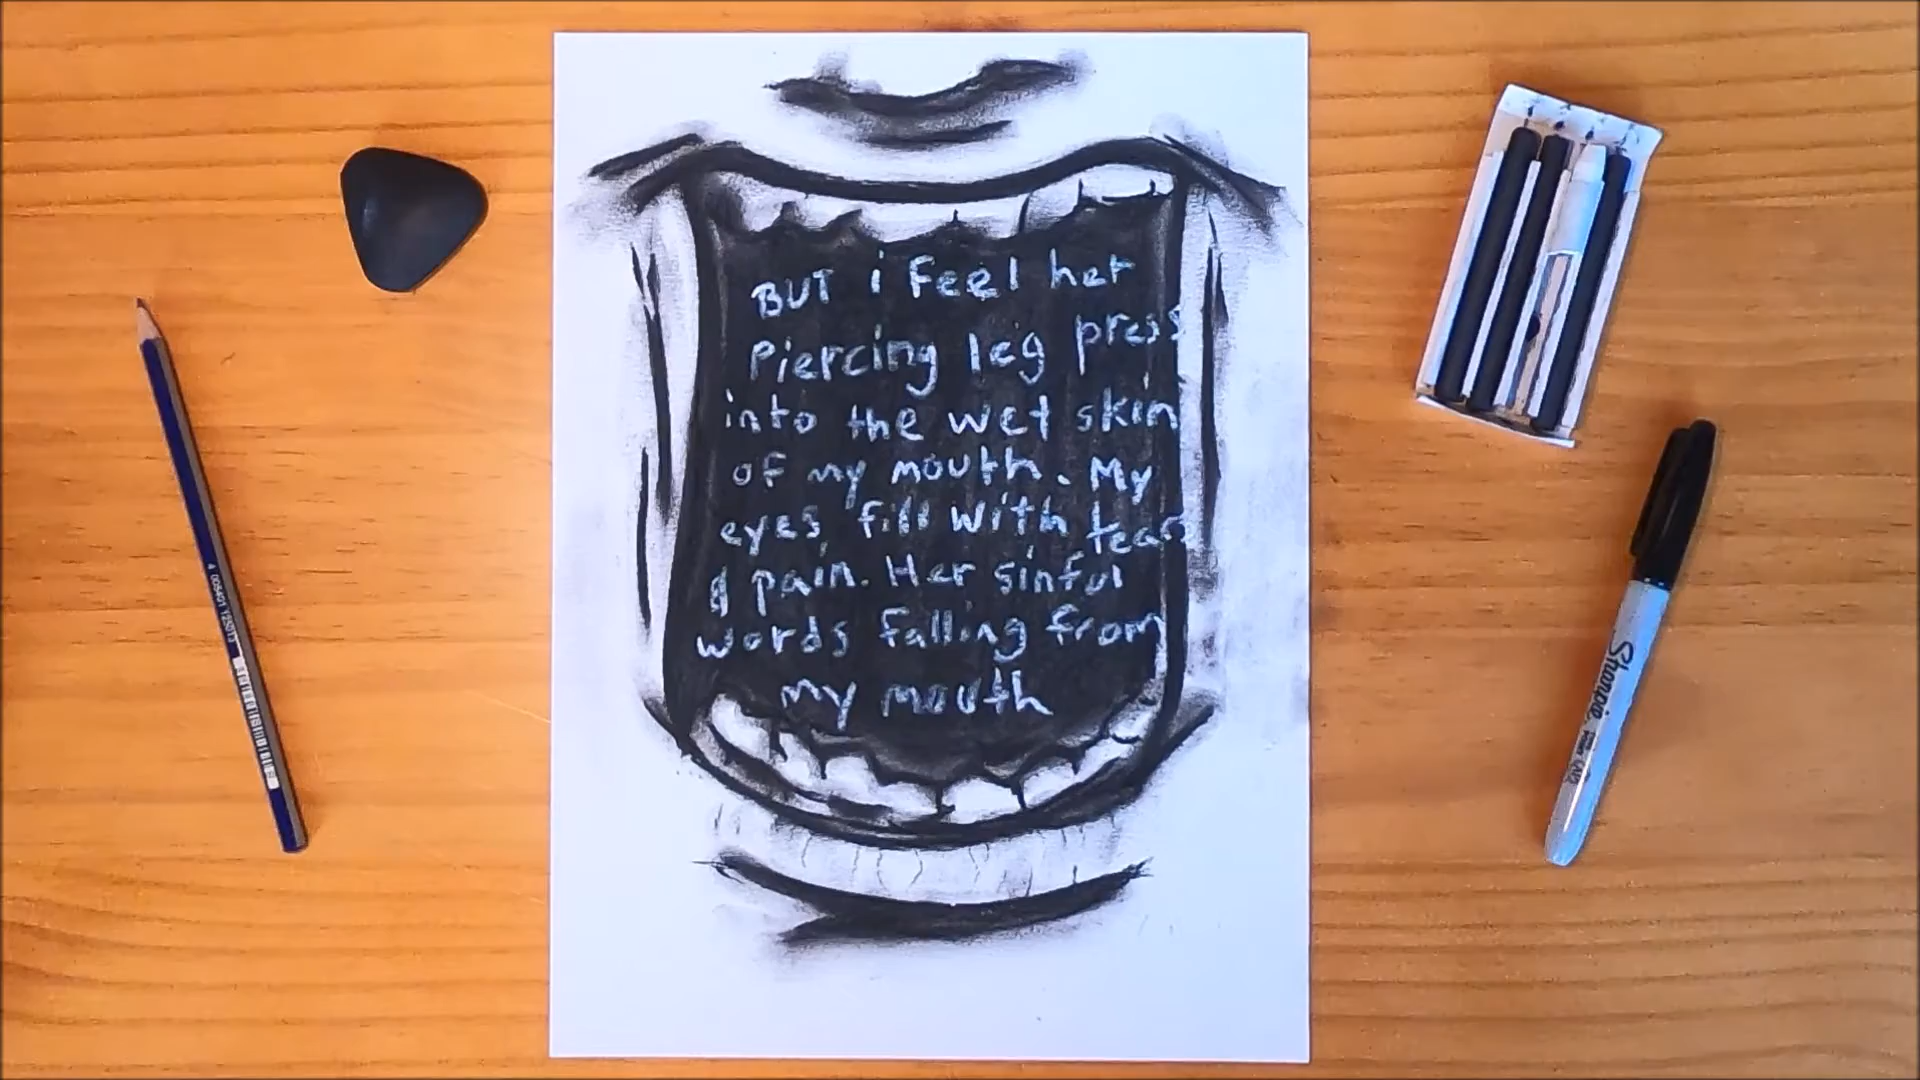 BUT i Feel her
Piercing leg press
into the wet skin
of my mouth. My
eyes fill with tears
& pain. Her sinful
words falling from
my mouth
Sharpie